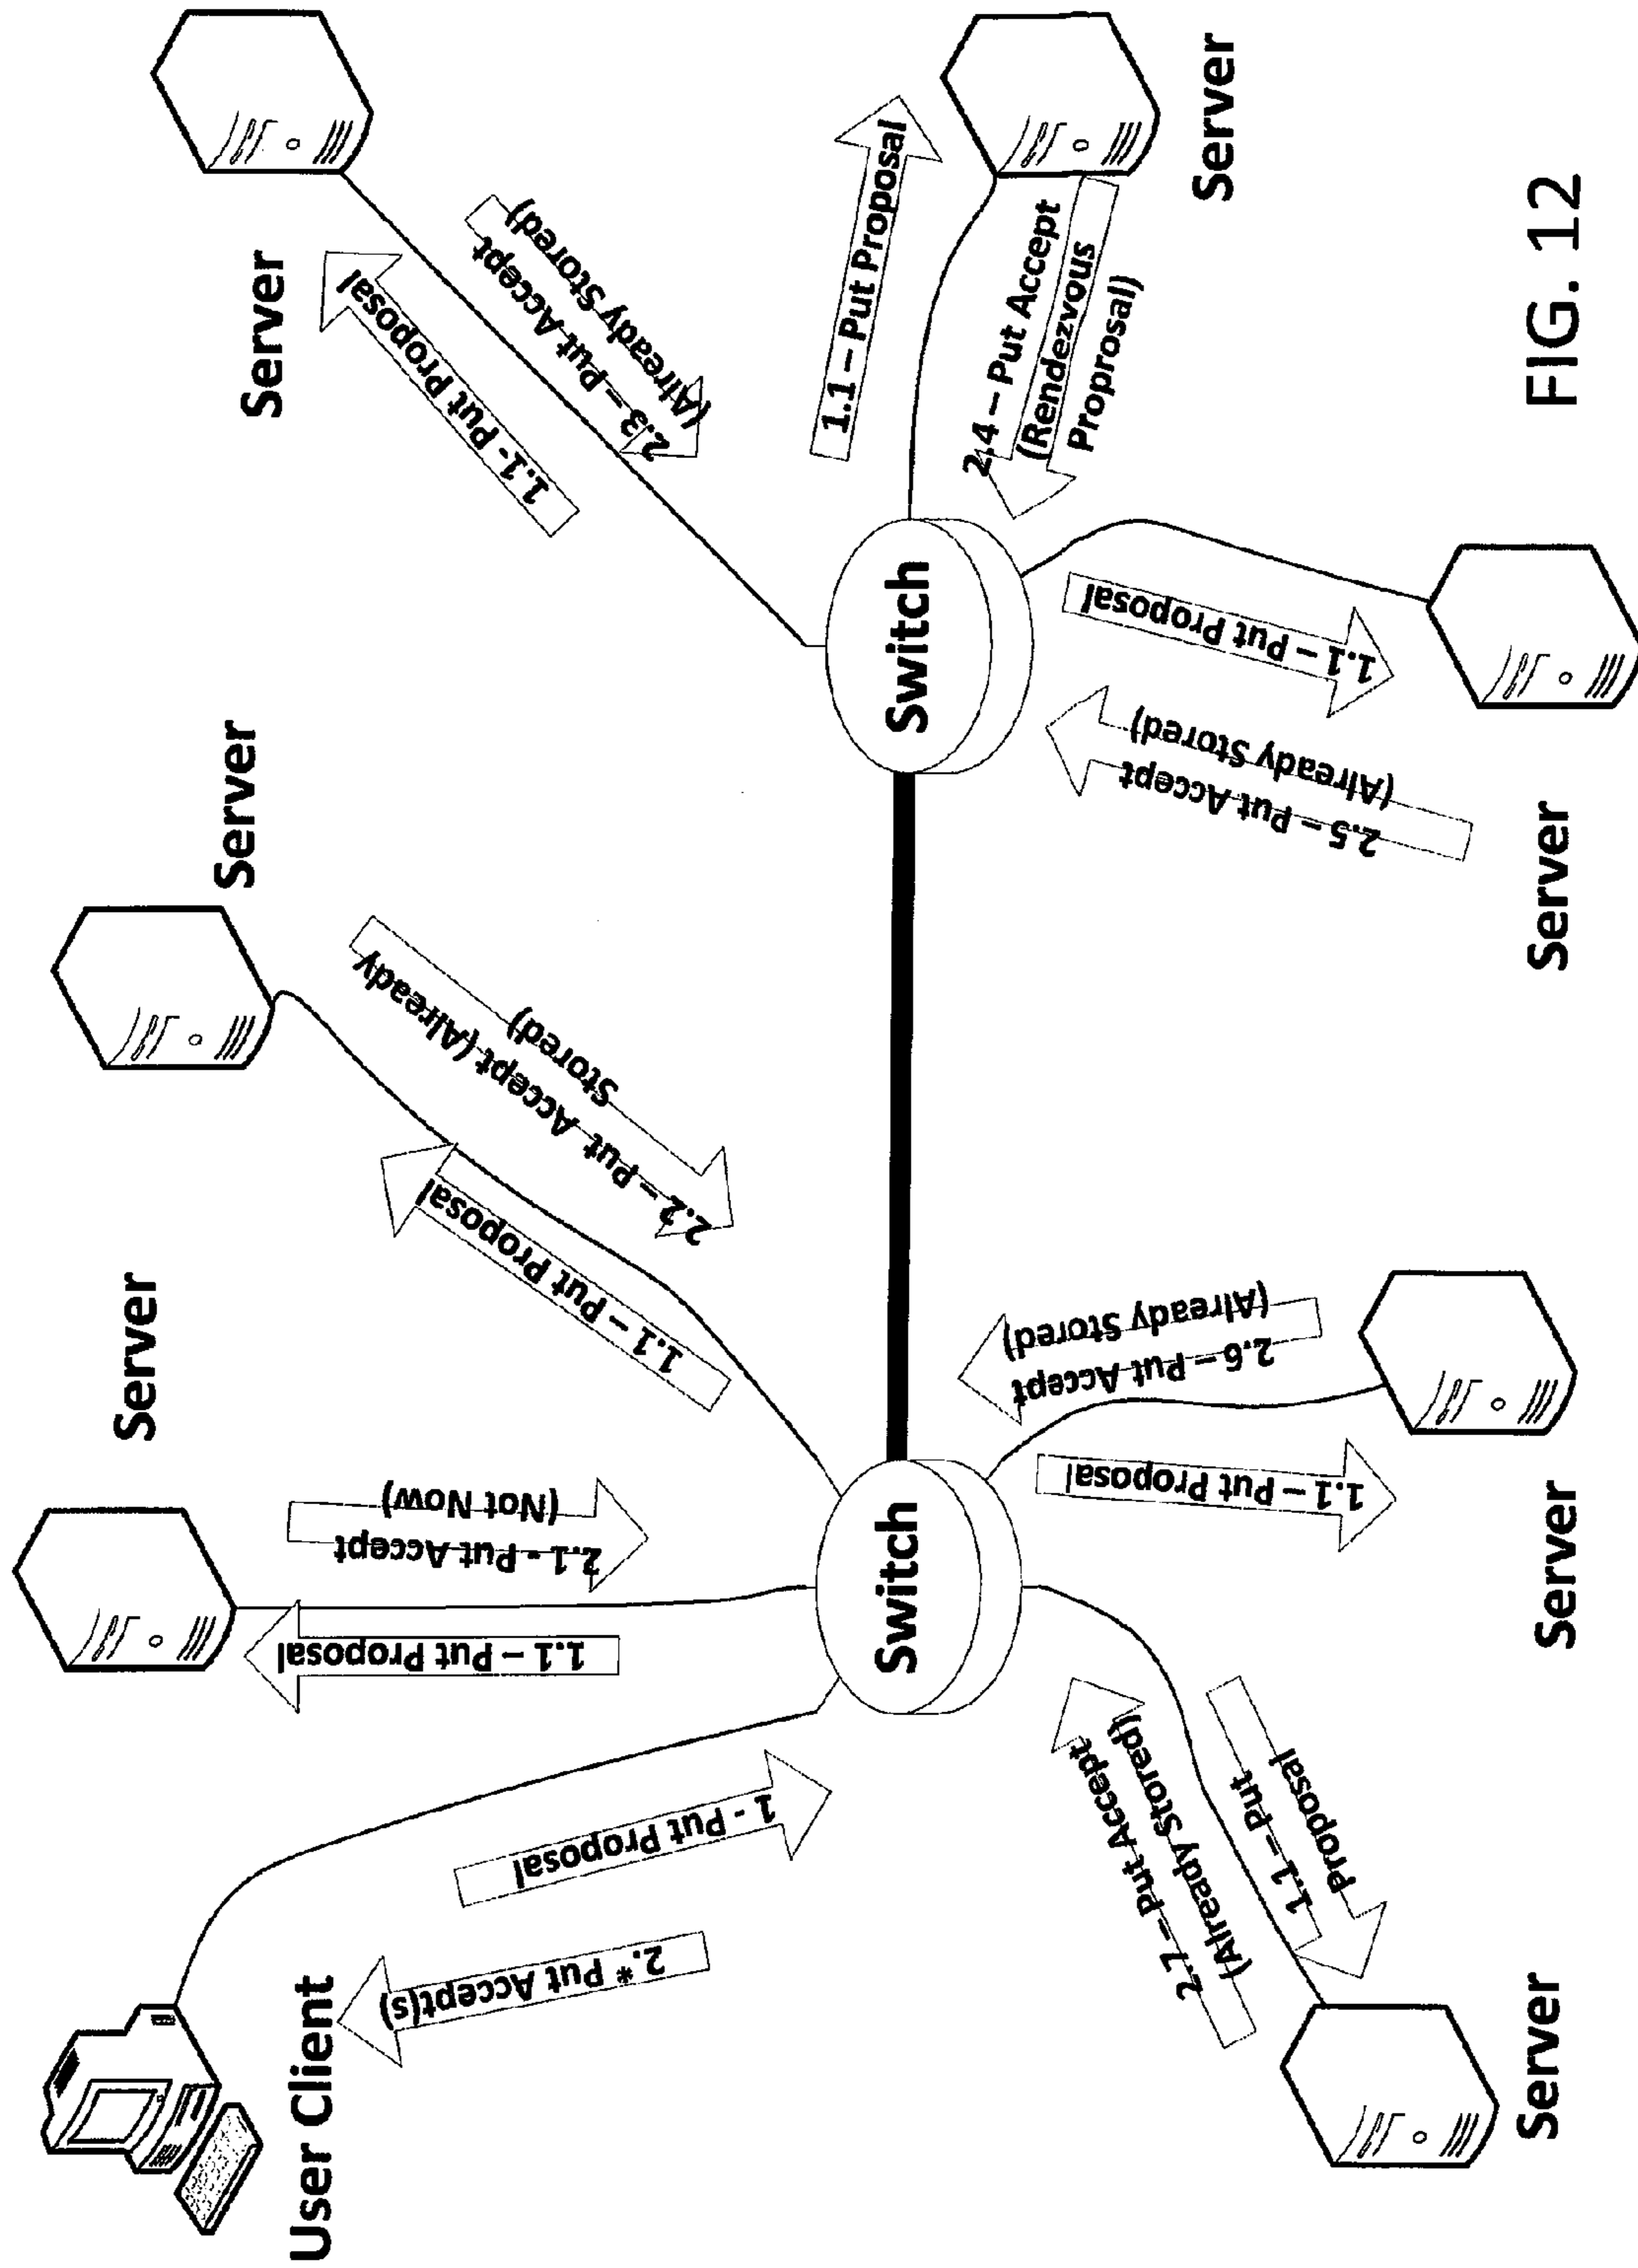 User Client
2.* Put Accept(s)
1 - Put Proposal
Server
1.1 – Put Proposal
2.1 - Put Accept
(Not Now)
Server
1.1 – Put Proposal
2.2 – Put Accept (Already
Stored)
Server
1.1- Put Proposal
2.3 – Put Accept
(Already Stored)
Switch
Switch
1.1 – Put Proposal
2.4 – Put Accept
(Rendezvous
Proprosal)
Server
2.7 – Put Accept
(Already Stored)
1.1 – Put
Proposal
Server
1.1 – Put Proposal
2.6 – Put Accept
(Already Stored)
Server
2.5 – Put Accept
(Already Stored)
1.1 – Put Proposal
Server
FIG. 12